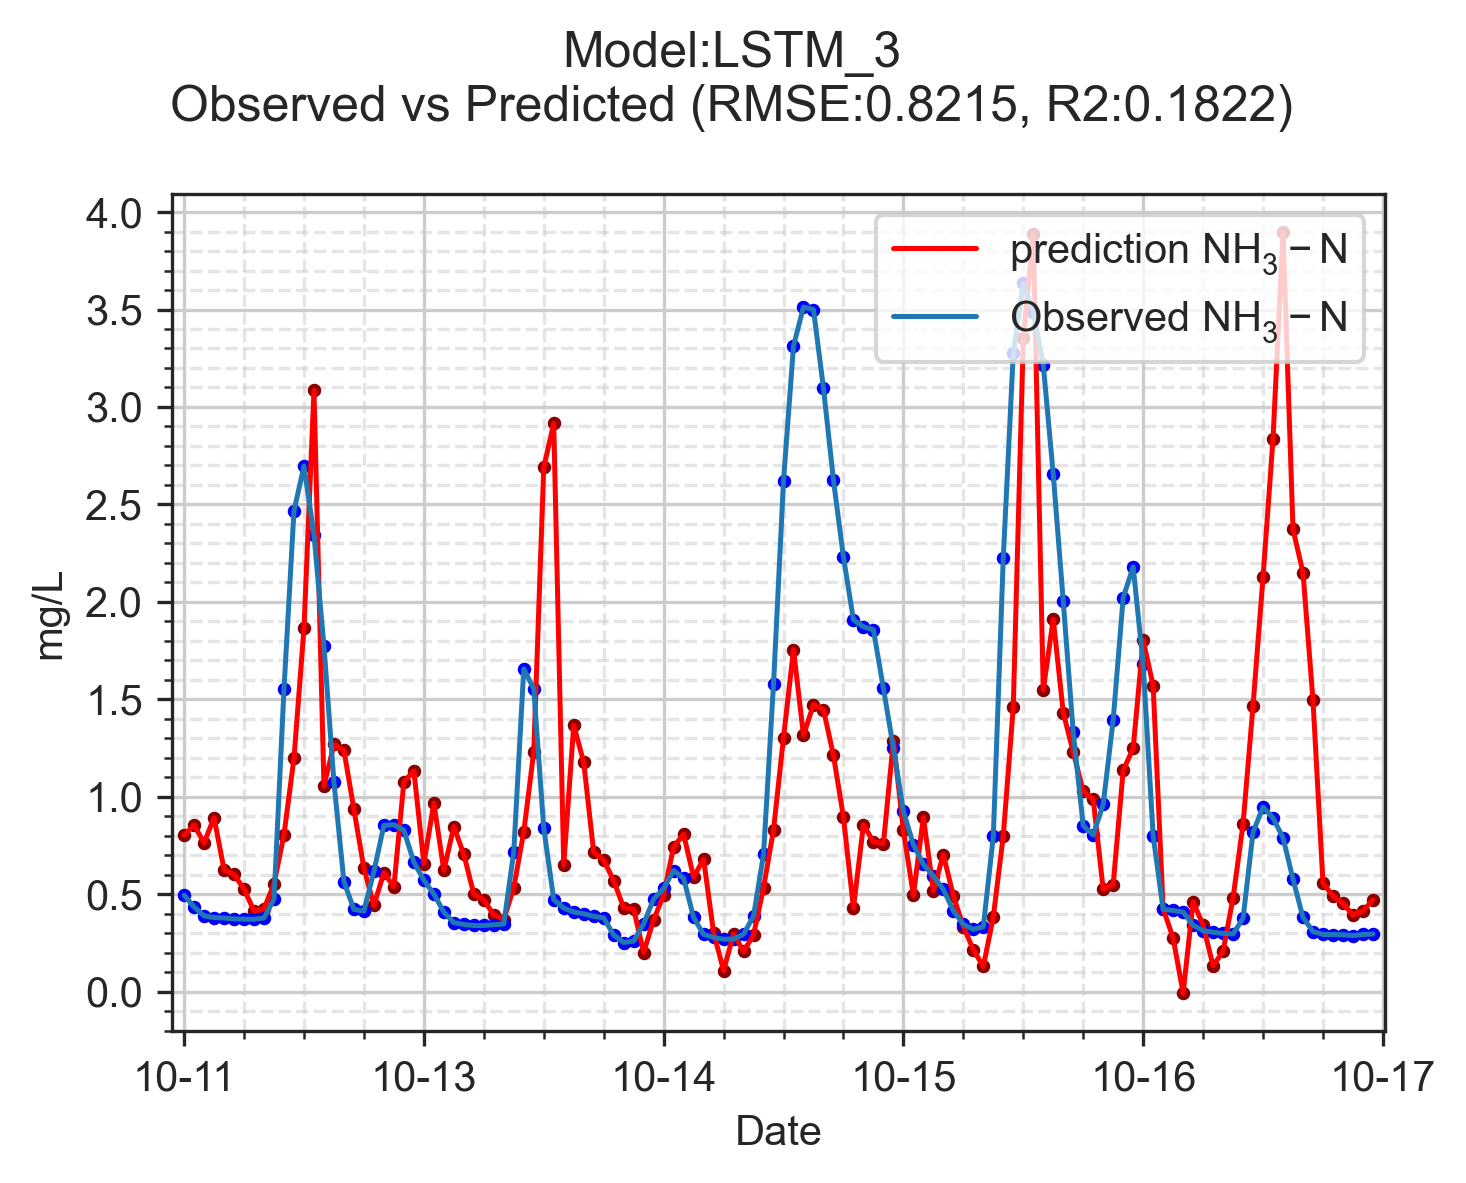 Model:LSTM_3
Observed vs Predicted (RMSE:0.8215, R2:0.1822)
4.0
3.5
3.0
2.5
2.0
1.5
1.0
0.5
0.0
mg/L
prediction NH₃ − N
Observed NH₃ − N
10-11
10-13
10-14
10-15
10-16
10-17
Date